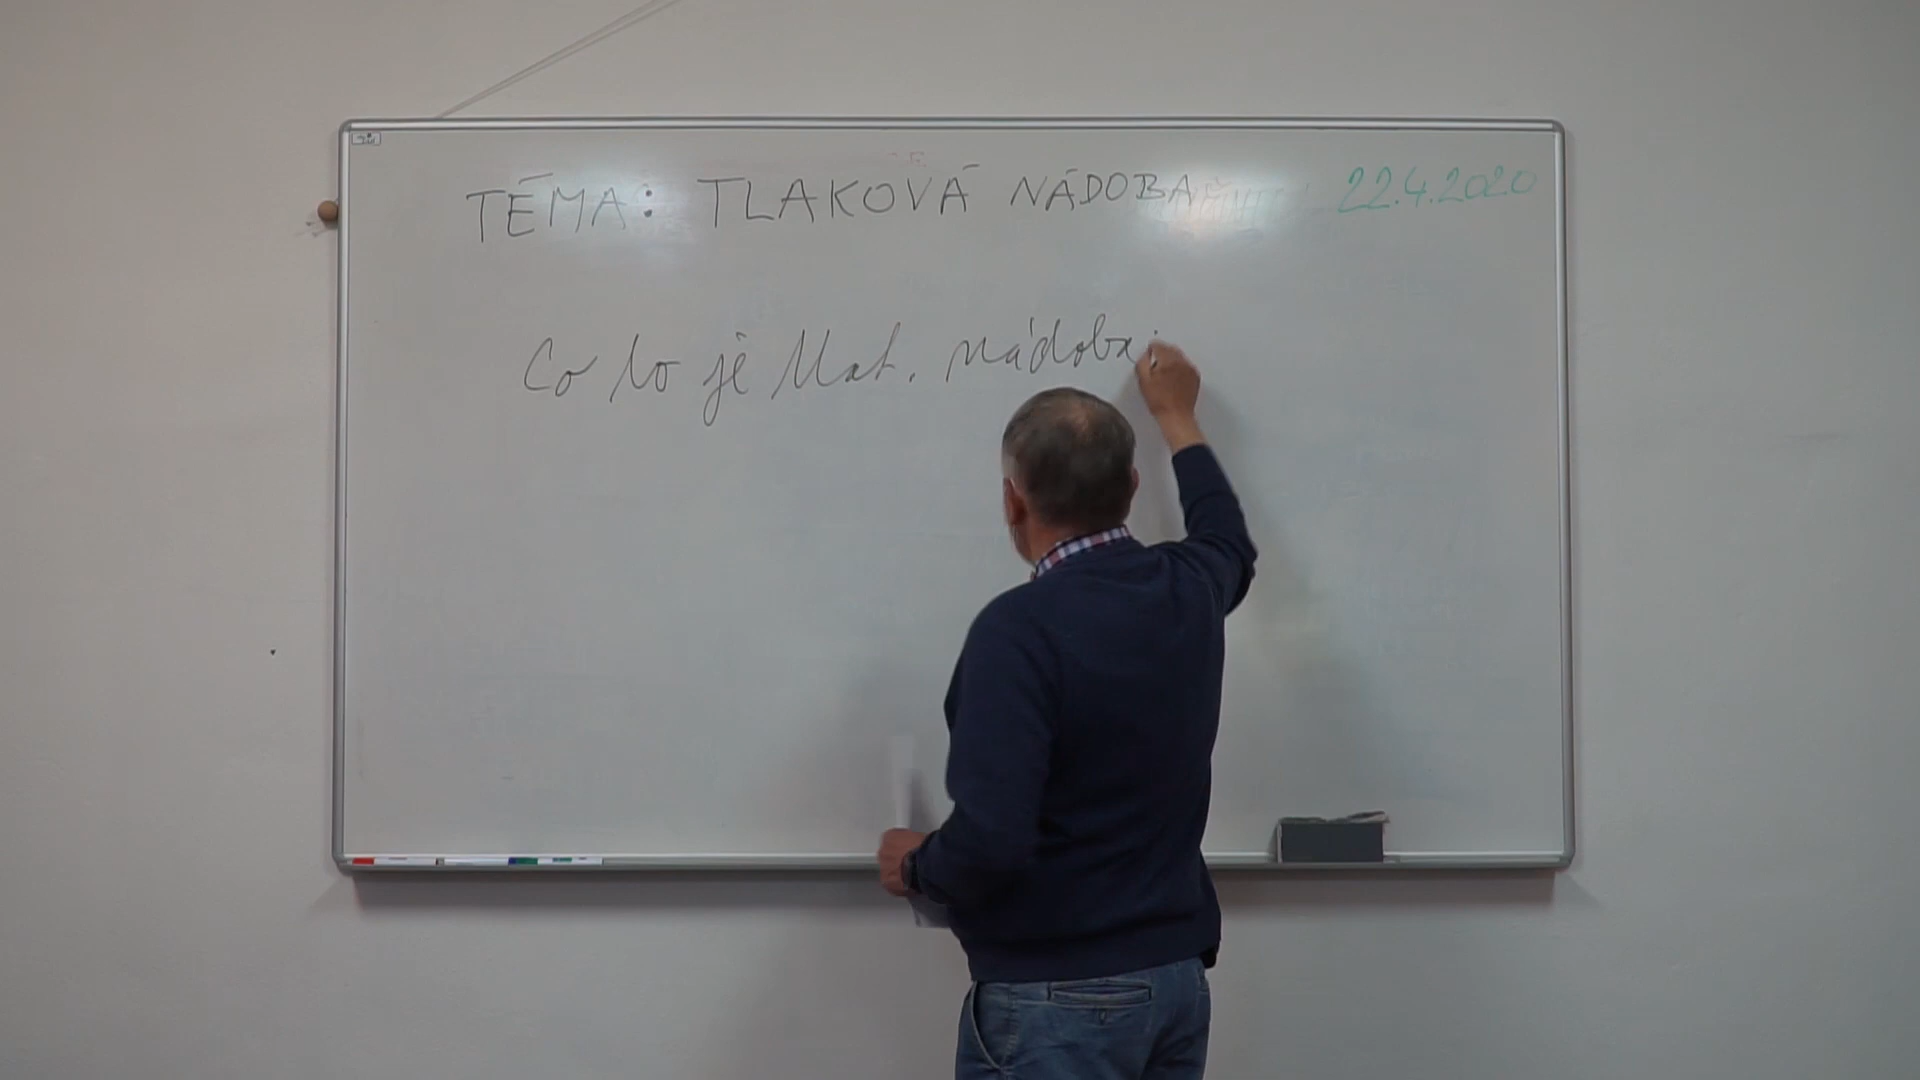 TÉMA: TLAKOVÁ NÁDOBA 22.4.2020
Co to je tlak. nádoba: